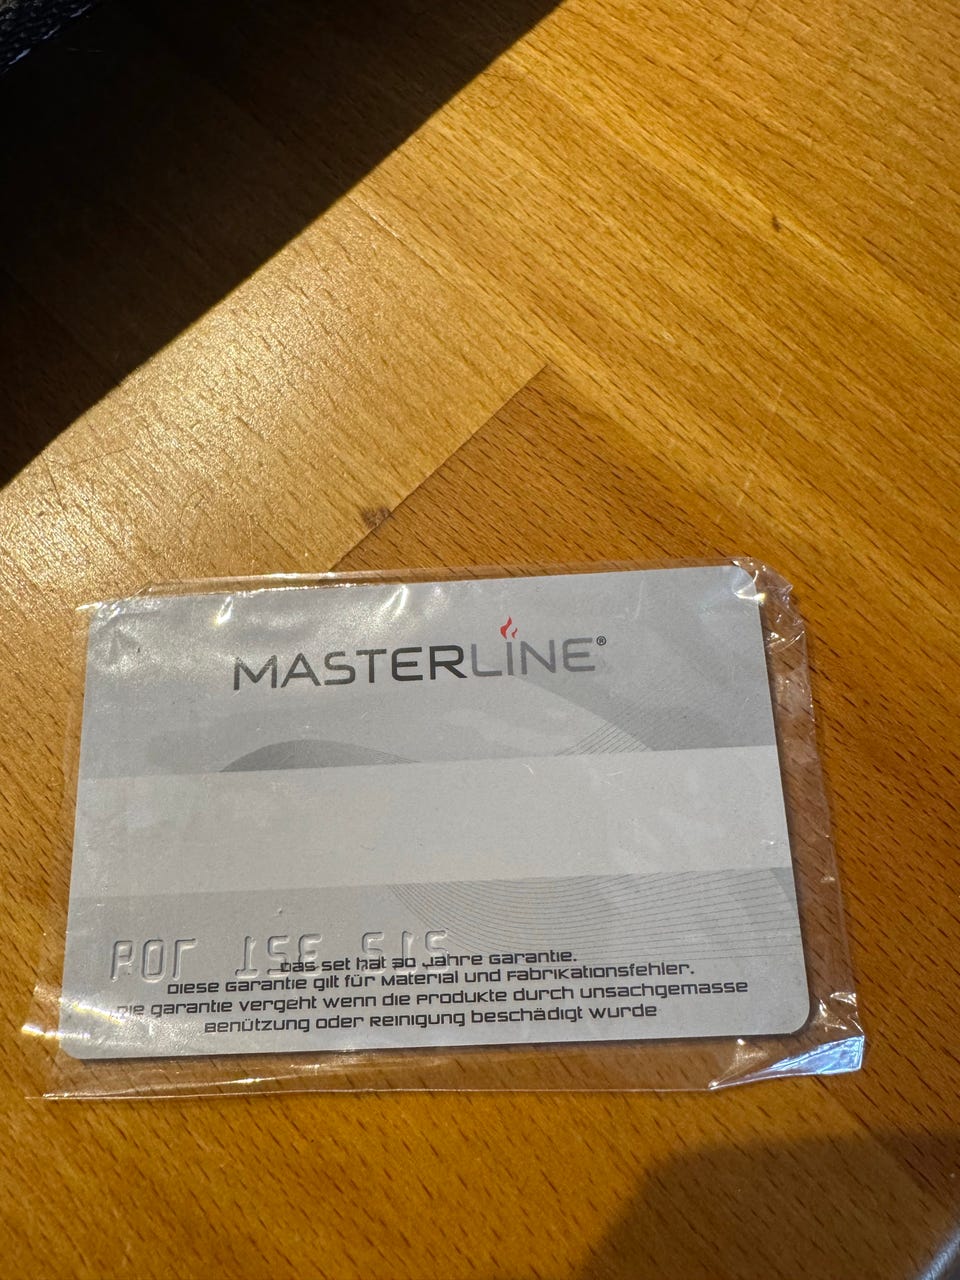 MASTERLINE®
Das set hat 30 Jahre Garantie.
Diese Garantie gilt für Material und Fabrikationsfehler.
Die garantie vergeht wenn die Produkte durch unsachgemasse
Benützung oder Reinigung beschädigt wurde